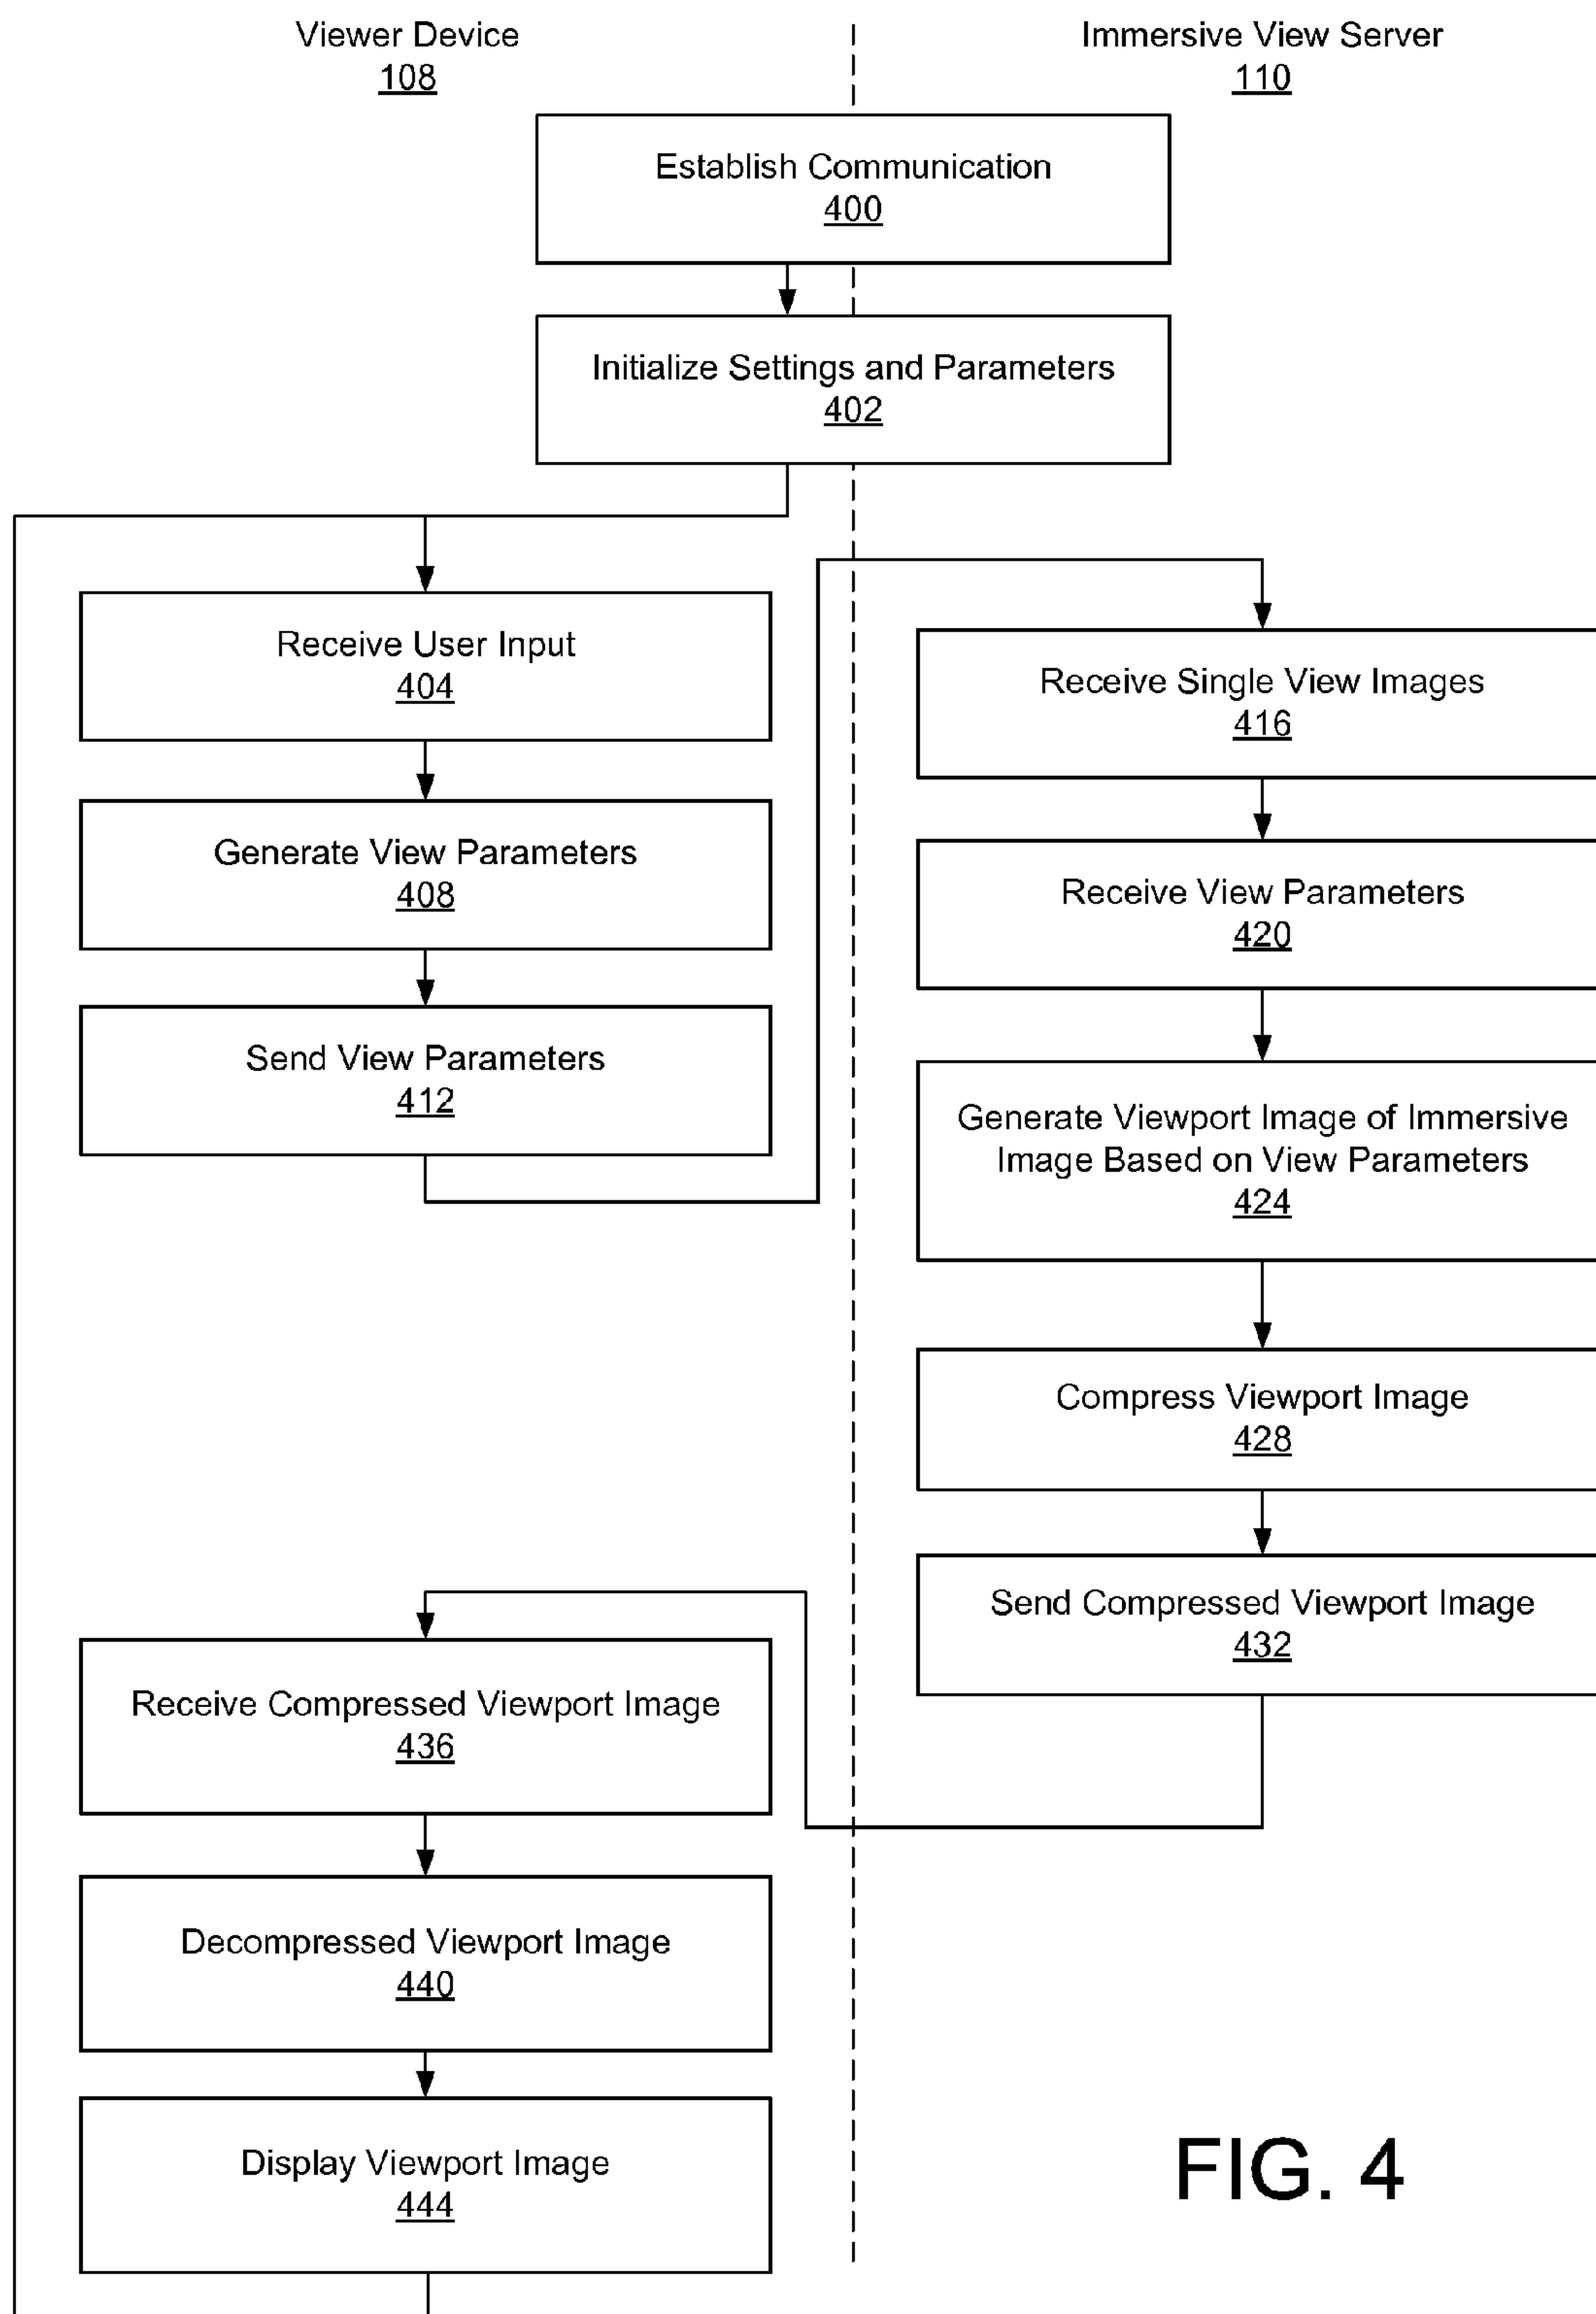 Viewer Device
108
Immersive View Server
110
Establish Communication
400
Initialize Settings and Parameters
402
Receive User Input
404
Generate View Parameters
408
Send View Parameters
412
Receive Single View Images
416
Receive View Parameters
420
Generate Viewport Image of Immersive
Image Based on View Parameters
424
Compress Viewport Image
428
Send Compressed Viewport Image
432
Receive Compressed Viewport Image
436
Decompressed Viewport Image
440
Display Viewport Image
444
FIG. 4